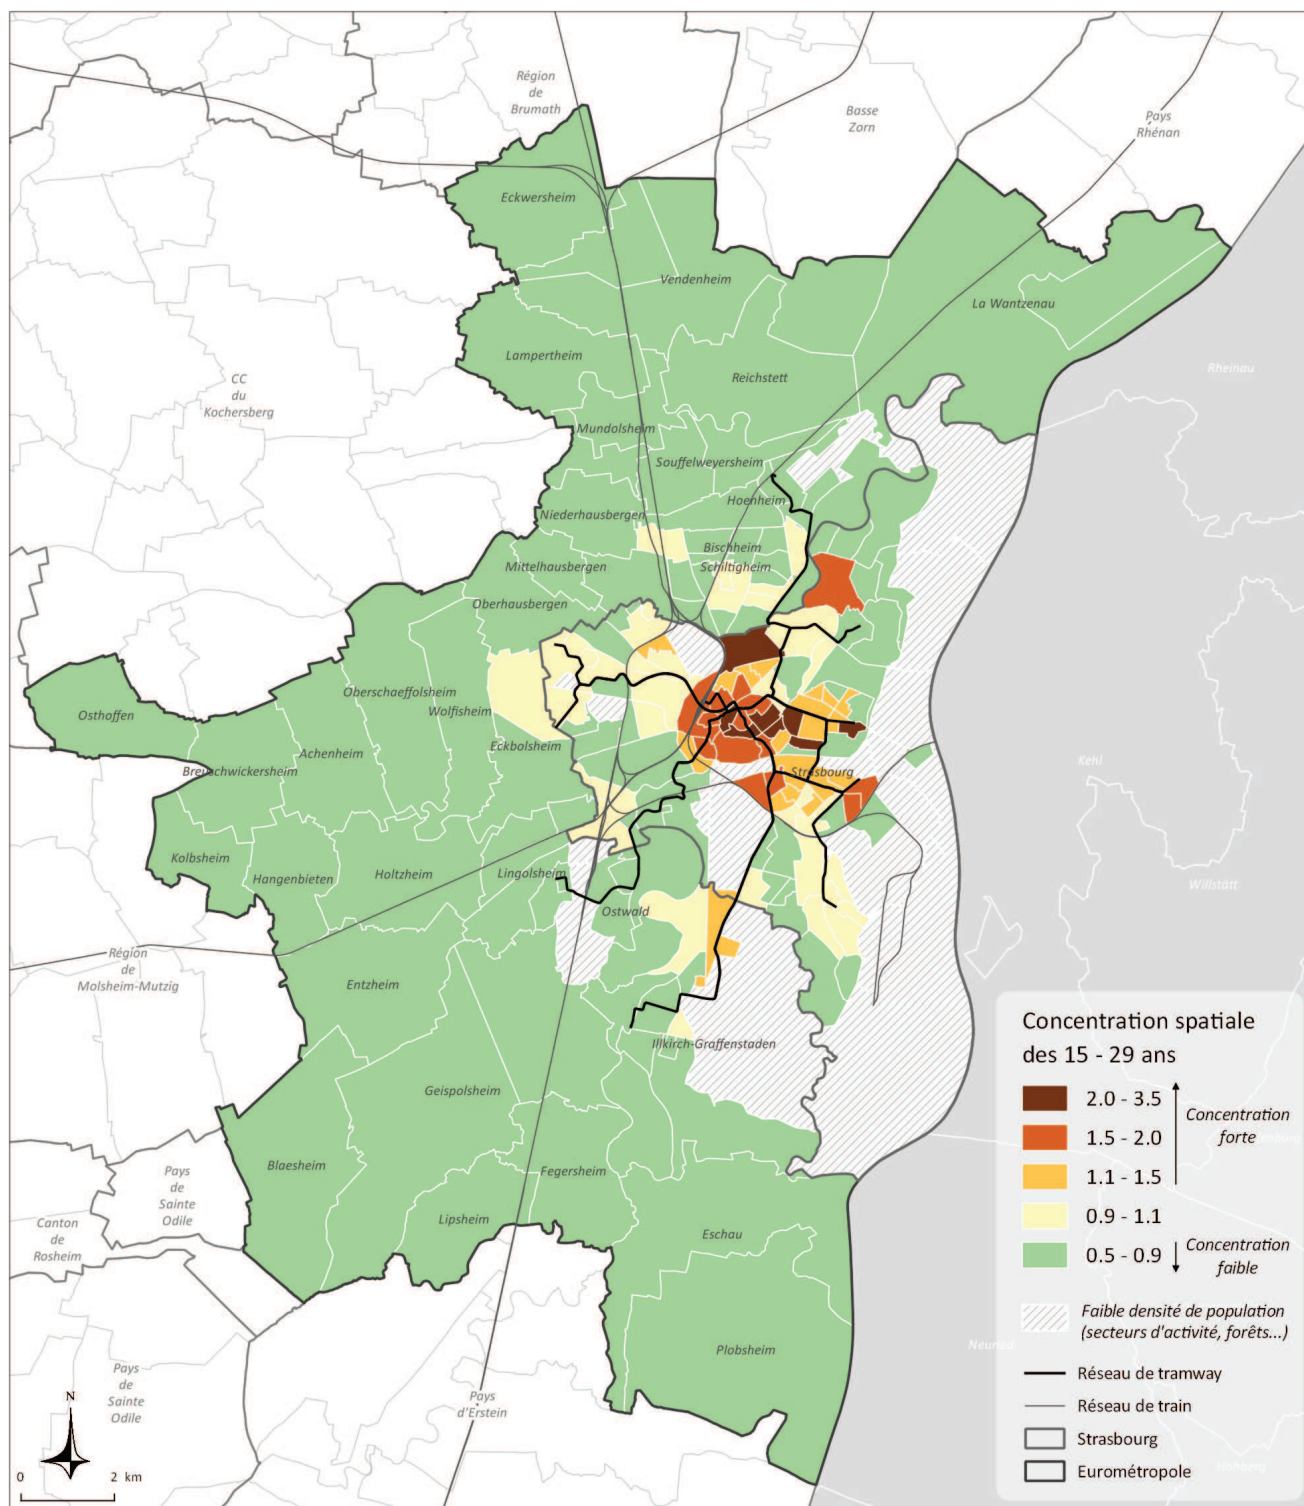 Région
de
Brumath
Basse
Zorn
Pays
Rhénan
Eckwersheim
Vendenheim
La Wantzenau
Lampertheim
Reichstett
Rheinau
CC
du
Kochersberg
Mundolsheim
Souffelweyersheim
Hoenheim
Niederhausbergen
Bischheim
Mittelhausbergen
Schiltigheim
Oberhausbergen
Oberschaeffolsheim
Wolfisheim
Osthoffen
Achenheim
Eckbolsheim
Breuschwickersheim
Strasbourg
Kehl
Kolbsheim
Hangenbieten
Holtzheim
Lingolsheim
Willstätt
Ostwald
Région
de
Molsheim-Mutzig
Entzheim
Illkirch-Graffenstaden
Geispolsheim
Blaesheim
Fegersheim
Pays
de
Sainte
Odile
Canton
de
Rosheim
Lipsheim
Eschau
Plobsheim
Pays
de
Sainte
Odile
Pays
d'Erstein
Neuried
Hohberg
Concentration spatiale
des 15 - 29 ans
2.0 - 3.5
1.5 - 2.0
1.1 - 1.5
0.9 - 1.1
0.5 - 0.9
Concentration
forte
Concentration
faible
Faible densité de population
(secteurs d'activité, forêts...)
Réseau de tramway
Réseau de train
Strasbourg
Eurométropole
N
0 2 km